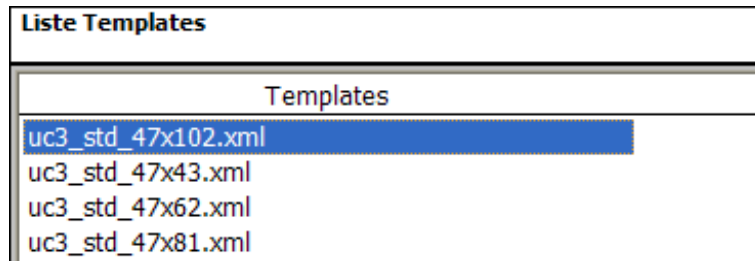 Liste Templates
Templates
uc3_std_47x102.xml
uc3_std_47x43.xml
uc3_std_47x62.xml
uc3_std_47x81.xml